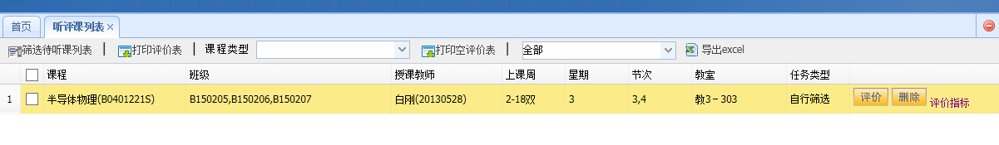 首页 听评课列表
筛选待听课列表 打印评价表 课程类型 打印空评价表 全部 导出excel
课程 班级 授课教师 上课周 星期 节次 教室 任务类型
1 半导体物理(B0401221S) B150205,B150206,B150207 白刚(20130528) 2-18双 3 3,4 教3－303 自行筛选 评价 删除 评价指标